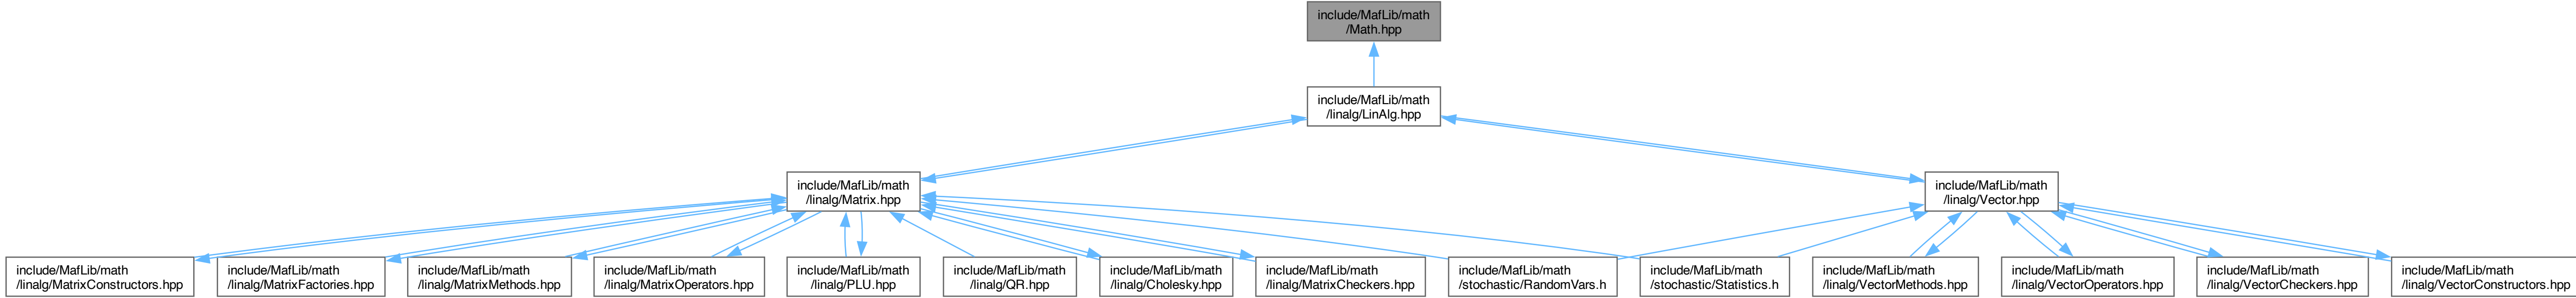 include/MafLib/math
/Math.hpp
include/MafLib/math
/linalg/LinAlg.hpp
include/MafLib/math
/linalg/Matrix.hpp
include/MafLib/math
/linalg/Vector.hpp
include/MafLib/math
/linalg/MatrixConstructors.hpp
include/MafLib/math
/linalg/MatrixFactories.hpp
include/MafLib/math
/linalg/MatrixMethods.hpp
include/MafLib/math
/linalg/MatrixOperators.hpp
include/MafLib/math
/linalg/PLU.hpp
include/MafLib/math
/linalg/QR.hpp
include/MafLib/math
/linalg/Cholesky.hpp
include/MafLib/math
/linalg/MatrixCheckers.hpp
include/MafLib/math
/stochastic/RandomVars.h
include/MafLib/math
/stochastic/Statistics.h
include/MafLib/math
/linalg/VectorMethods.hpp
include/MafLib/math
/linalg/VectorOperators.hpp
include/MafLib/math
/linalg/VectorCheckers.hpp
include/MafLib/math
/linalg/VectorConstructors.hpp